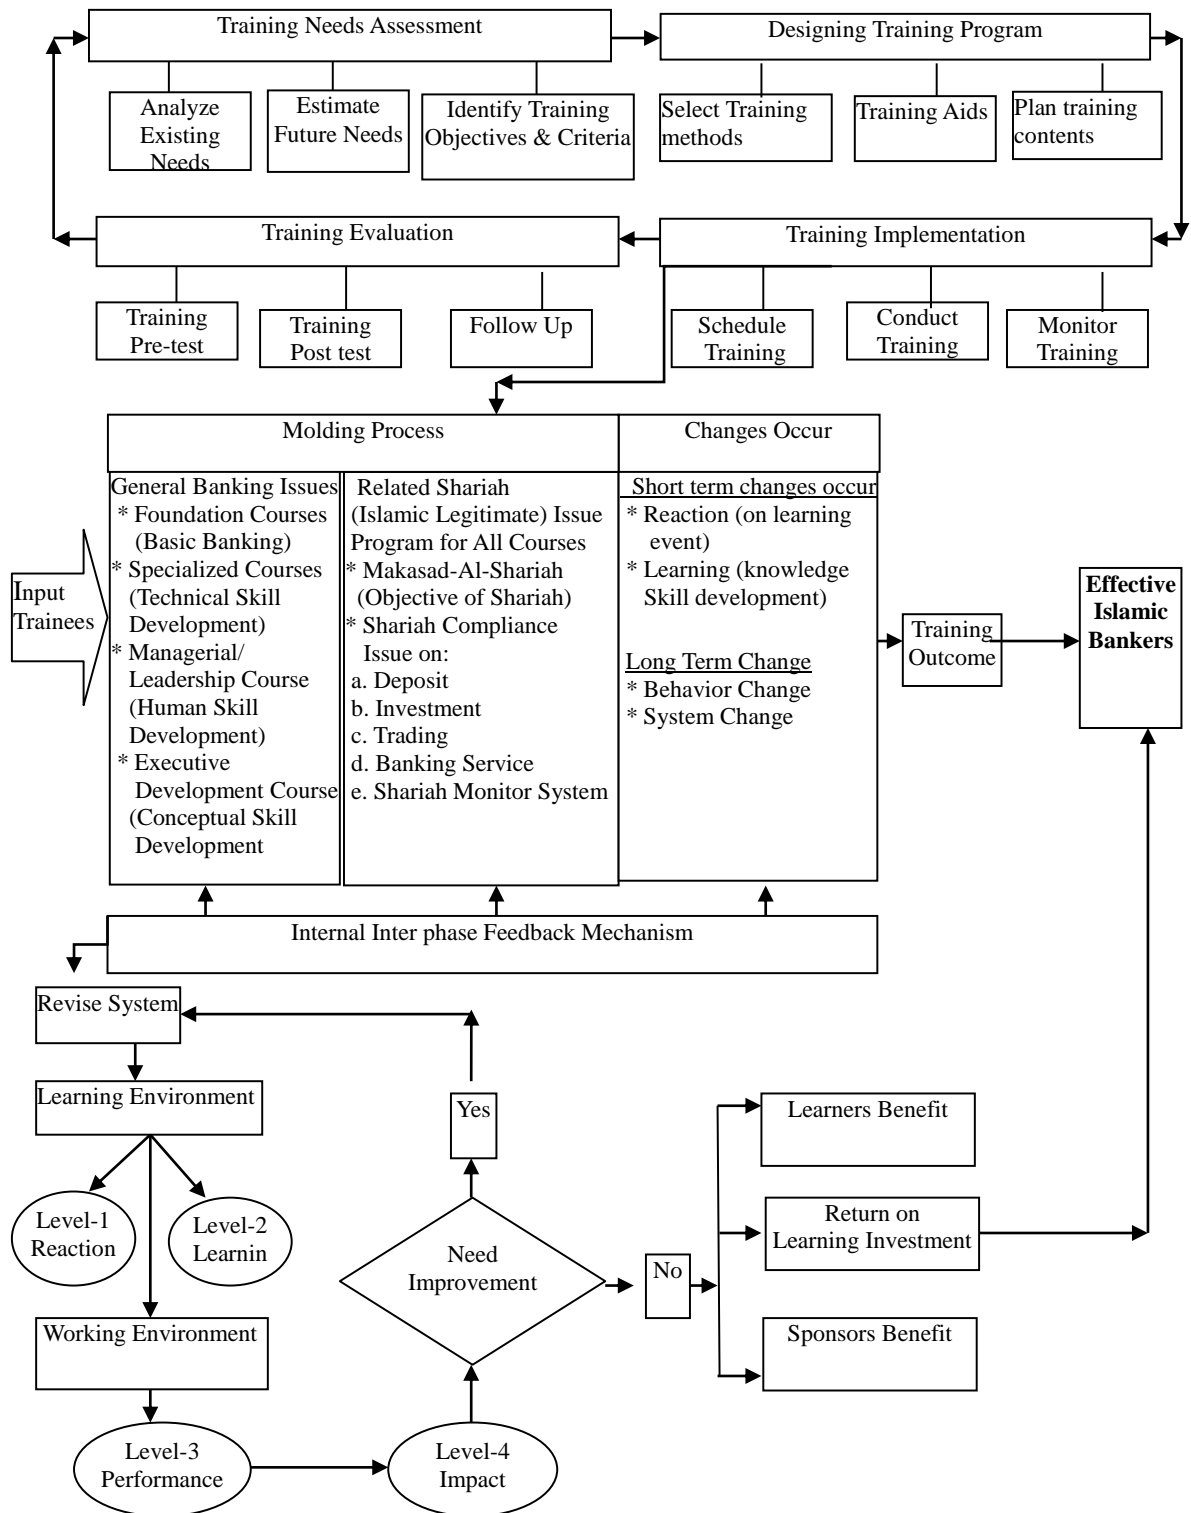 Training Needs Assessment
Designing Training Program
Analyze
Existing
Needs
Estimate
Future Needs
Identify Training
Objectives & Criteria
Select Training
methods
Training Aids
Plan training
contents
Training Evaluation
Training Implementation
Training
Pre-test
Training
Post test
Follow Up
Schedule
Training
Conduct
Training
Monitor
Training
Molding Process
Changes Occur
Input
Trainees
General Banking Issues
* Foundation Courses
(Basic Banking)
* Specialized Courses
(Technical Skill
Development)
* Managerial/
Leadership Course
(Human Skill
Development)
* Executive
Development Course
(Conceptual Skill
Development
Related Shariah
(Islamic Legitimate) Issue
Program for All Courses
* Makasad-Al-Shariah
(Objective of Shariah)
* Shariah Compliance
Issue on:
a. Deposit
b. Investment
c. Trading
d. Banking Service
e. Shariah Monitor System
Short term changes occur
* Reaction (on learning
event)
* Learning (knowledge
Skill development)
Long Term Change
* Behavior Change
* System Change
Training
Outcome
Effective
Islamic
Bankers
Internal Inter phase Feedback Mechanism
Revise System
Learning Environment
Level-1
Reaction
Level-2
Learnin
Working Environment
Level-3
Performance
Level-4
Impact
Need
Improvement
Yes
No
Learners Benefit
Return on
Learning Investment
Sponsors Benefit